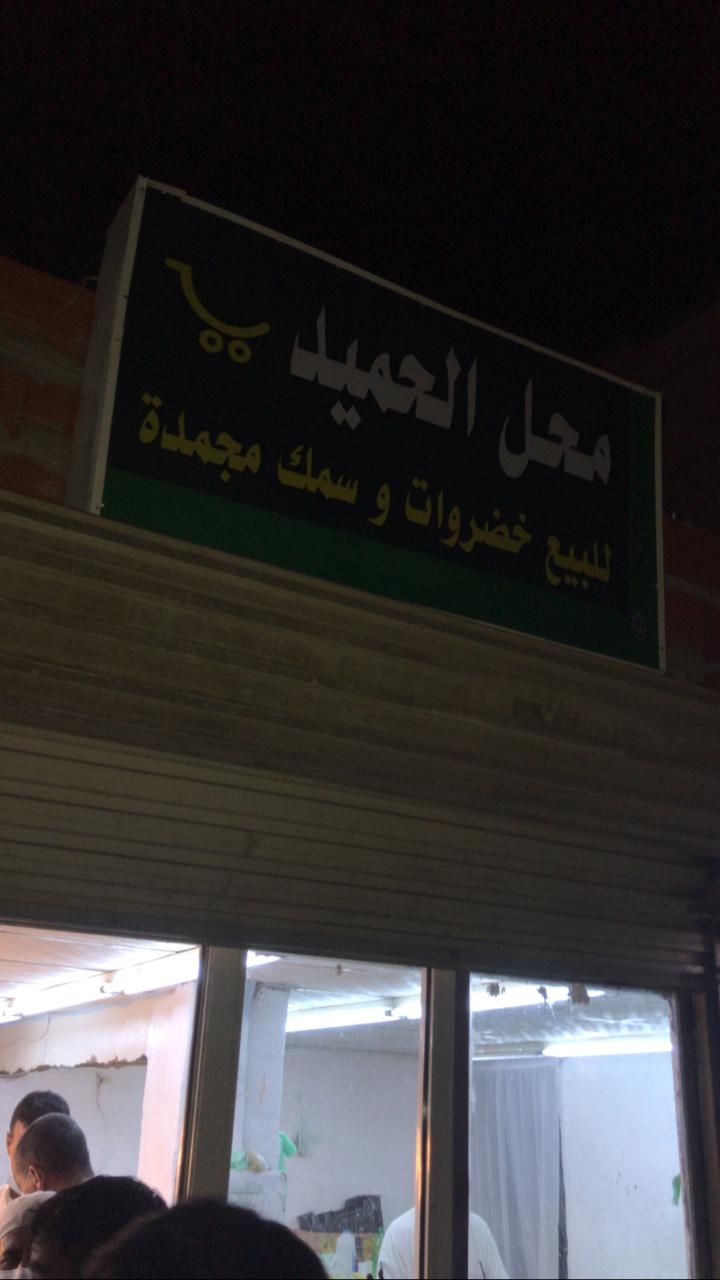 محل الحميد
للبيع خضروات و سمك مجمدة